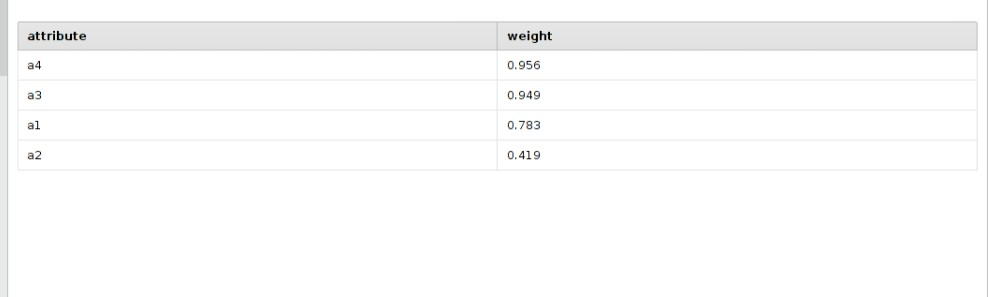 attribute weight
a4 0.956
a3 0.949
a1 0.783
a2 0.419